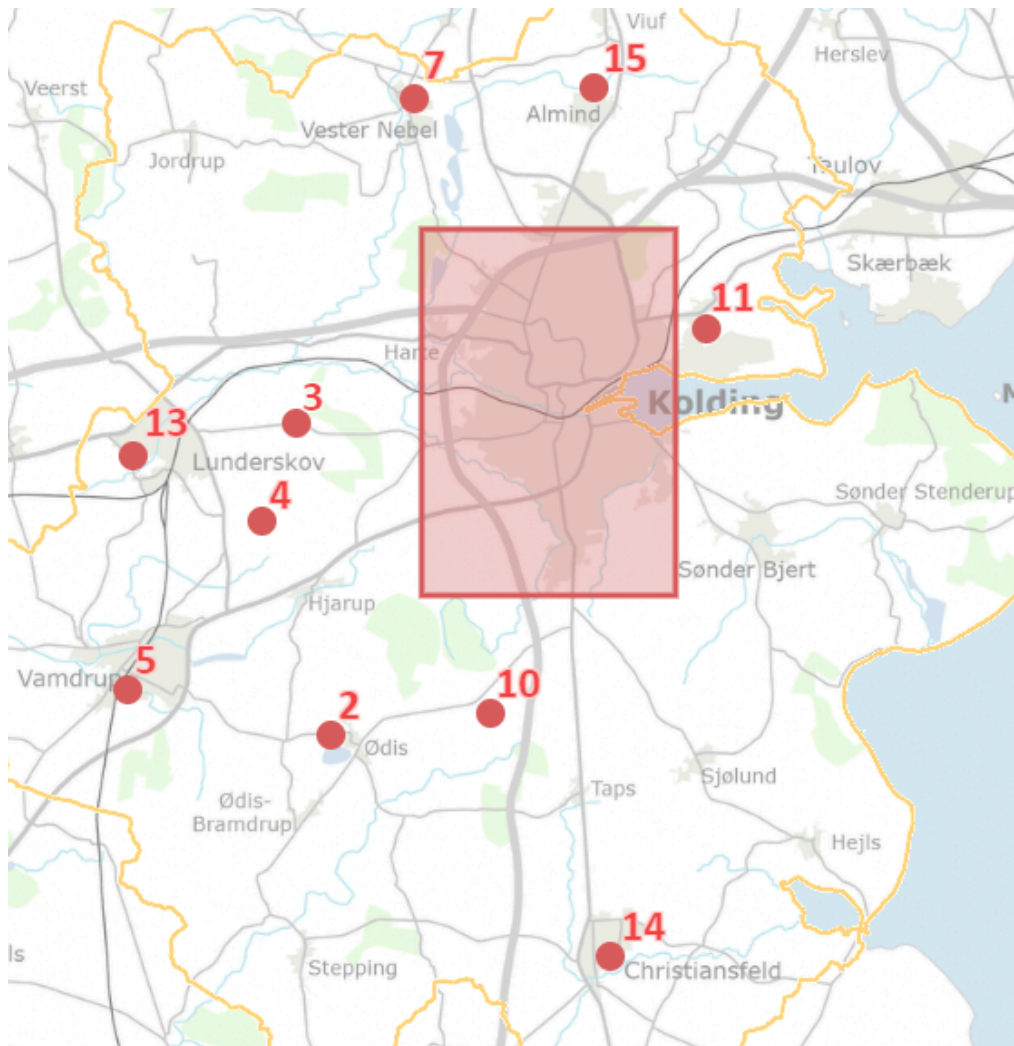 Viuf
Herslev
7
15
Veerst
Almind
Vester Nebel
Jordrup
Taulov
Skærbæk
11
Harte
3
Kolding
13
Lunderskov
4
Sønder Stenderup
Sønder Bjert
Hjarup
5
Vamdrup
10
2
Ødis
Sjølund
Taps
Ødis-
Bramdrup
Hejls
14
ls
Stepping
Christiansfeld